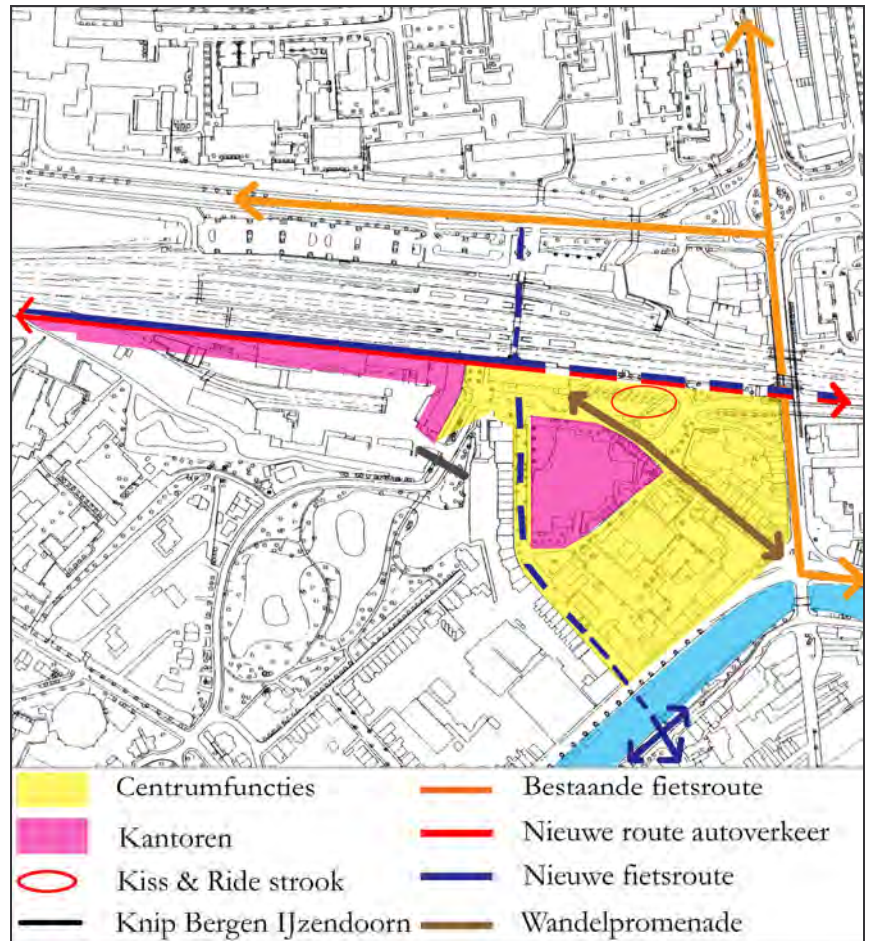 Centrumfuncties
Kantoren
Kiss & Ride strook
Knip Bergen IJzendoorn
Bestaande fietsroute
Nieuwe route autoverkeer
Nieuwe fietsroute
Wandelpromenade